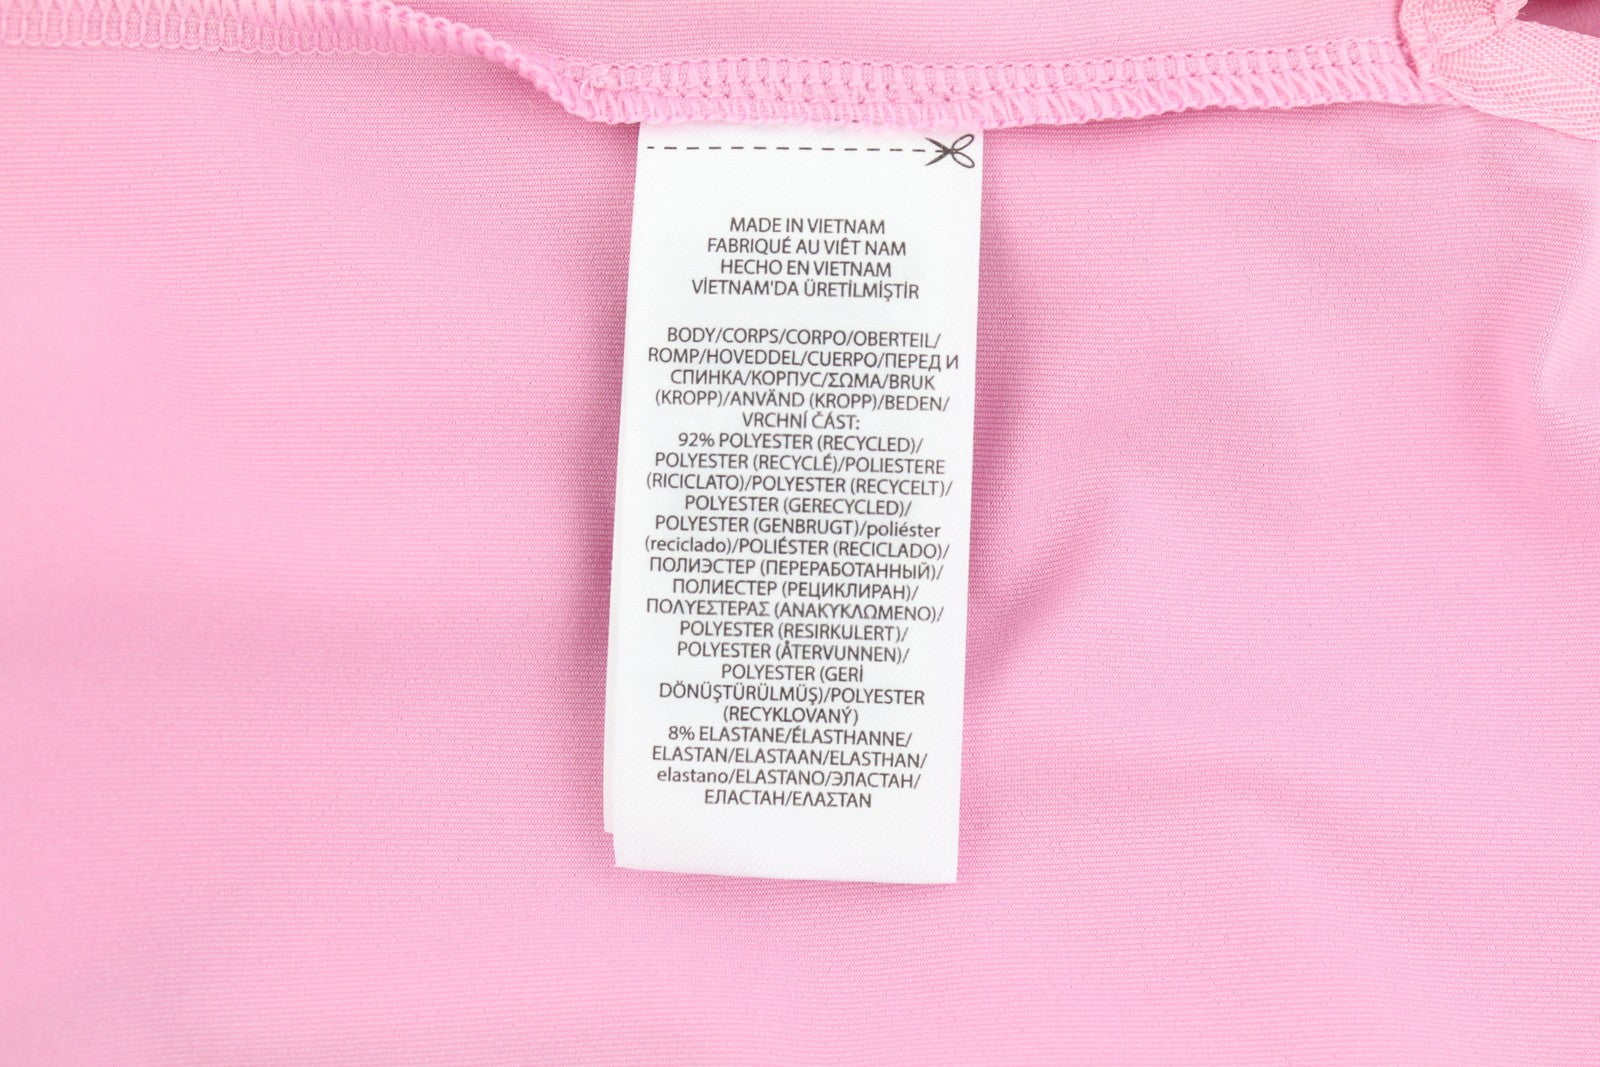 MADE IN VIETNAM
FABRIQUÉ AU VIÊT NAM
HECHO EN VIETNAM
VİETNAM'DA ÜRETİLMİŞTİR
BODY/CORPS/CORPO/OBERTEIL/
ROMP/HOVEDDEL/CUERPO/ПЕРЕД И
СПИНКА/КОРПУС/ΣΩΜΑ/BRUK
(KROPP)/ANVÄND (KROPP)/BEDEN/
VRCHNÍ ČÁST:
92% POLYESTER (RECYCLED)/
POLYESTER (RECYCLÉ)/POLIESTERE
(RICICLATO)/POLYESTER (RECYCELT)/
POLYESTER (GERECYCLED)/
POLYESTER (GENBRUGT)/poliéster
(reciclado)/POLIÉSTER (RECICLADO)/
ПОЛИЭСТЕР (ПЕРЕРАБОТАННЫЙ)/
ПОЛИЕСТЕР (РЕЦИКЛИРАН)/
ΠΟΛΥΕΣΤΕΡΑΣ (ΑΝΑΚΥΚΛΩΜΕΝΟ)/
POLYESTER (RESIRKULERT)/
POLYESTER (ÅTERVUNNEN)/
POLYESTER (GERİ
DÖNÜŞTÜRÜLMÜŞ)/POLYESTER
(RECYKLOVANÝ)
8% ELASTANE/ÉLASTHANNE/
ELASTAN/ELASTAAN/ELASTHAN/
elastano/ELASTANO/ЭЛАСТАН/
ЕЛАСТАН/ΕΛΑΣΤΑΝ